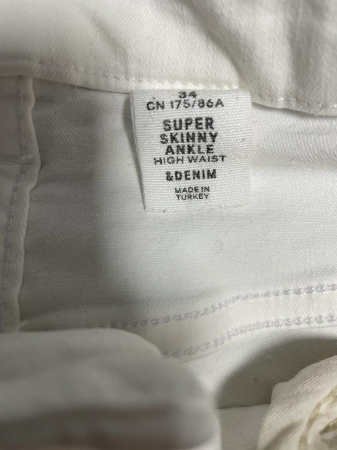 34
CN 175/86A
SUPER
SKINNY
ANKLE
HIGH WAIST
&DENIM
MADE IN
TURKEY